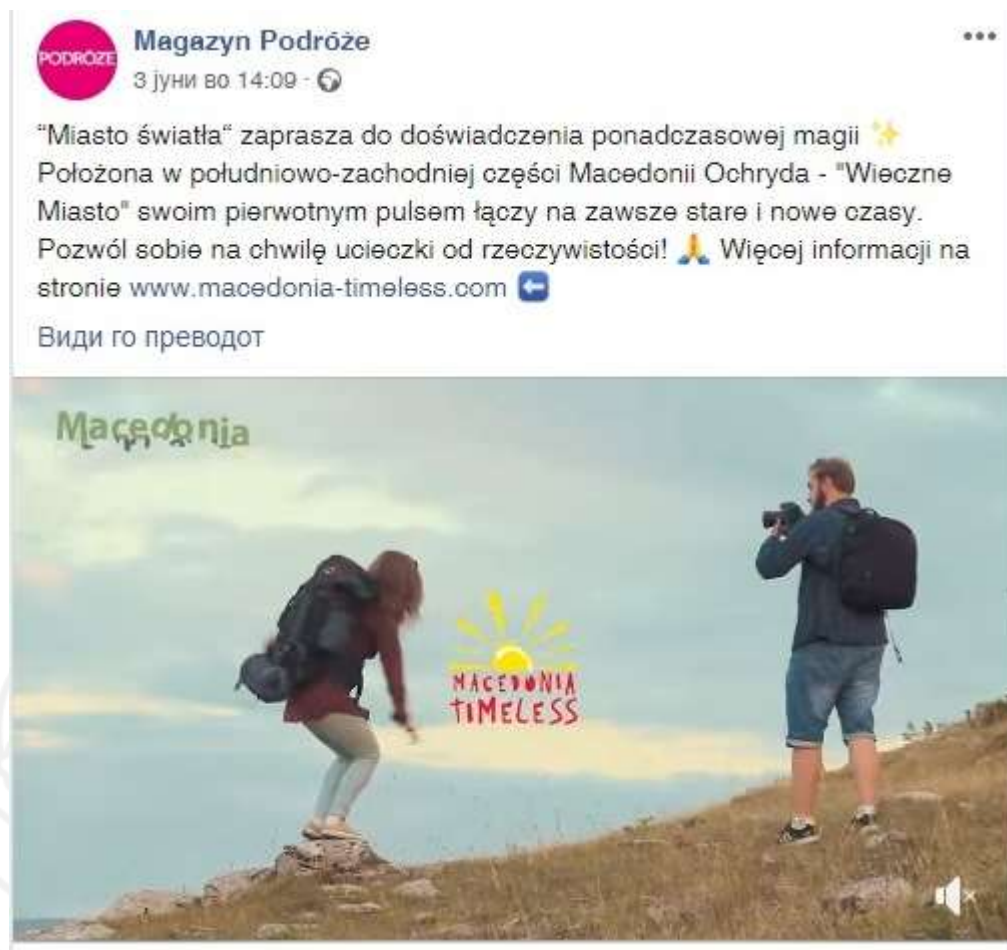 PODRÓŻE
Magazyn Podróże
3 јуни во 14:09 ·
“Miasto światła“ zaprasza do doświadczenia ponadczasowej magii ✨
Położona w południowo-zachodniej części Macedonii Ochryda - "Wieczne
Miasto" swoim pierwotnym pulsem łączy na zawsze stare i nowe czasy.
Pozwól sobie na chwilę ucieczki od rzeczywistości! 🙏 Więcej informacji na
stronie www.macedonia-timeless.com ⬅️
Види го преводот
Macedonia
MACEDONIA
TIMELESS